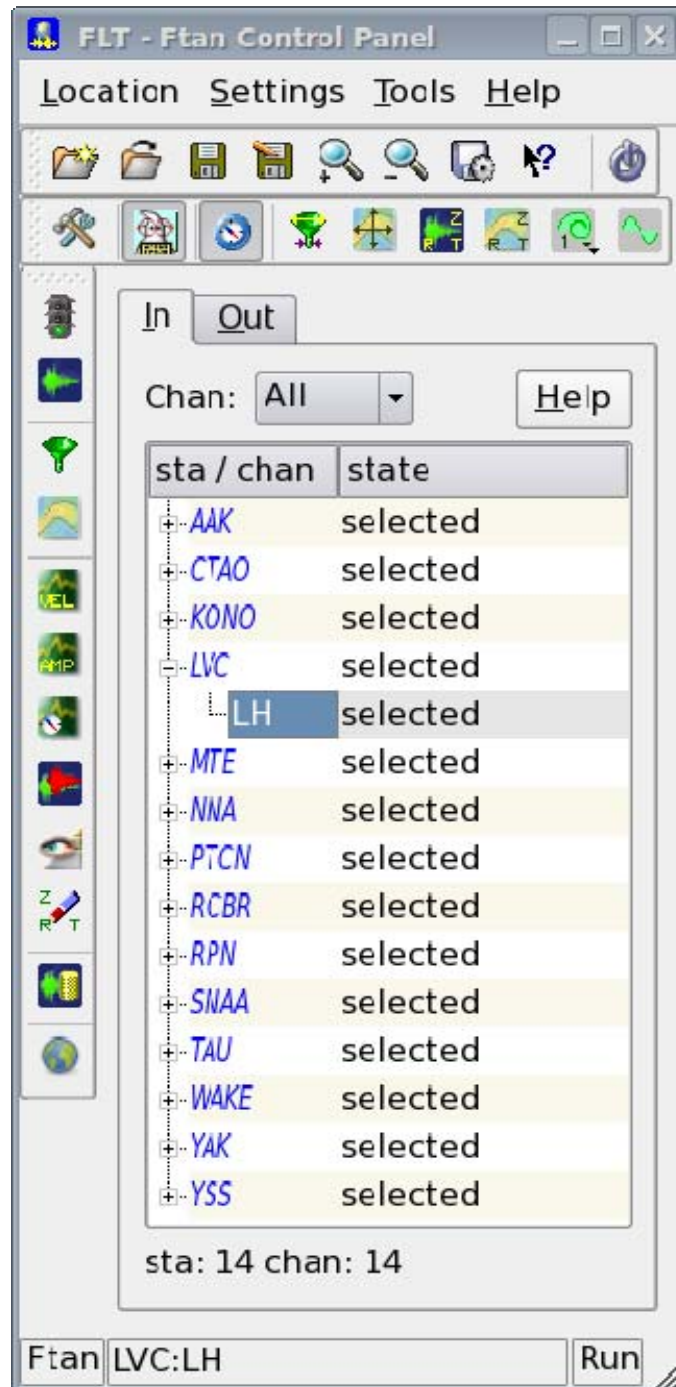 FLT - Ftan Control Panel
Location Settings Tools Help
In Out
Chan: All Help
sta / chan state
AAK selected
CTAO selected
KONO selected
LVC selected
LH selected
MTE selected
NNA selected
PTCN selected
RCBR selected
RPN selected
SNAA selected
TAU selected
WAKE selected
YAK selected
YSS selected
sta: 14 chan: 14
Ftan LVC:LH Run
VEL
AMP
Z
R T